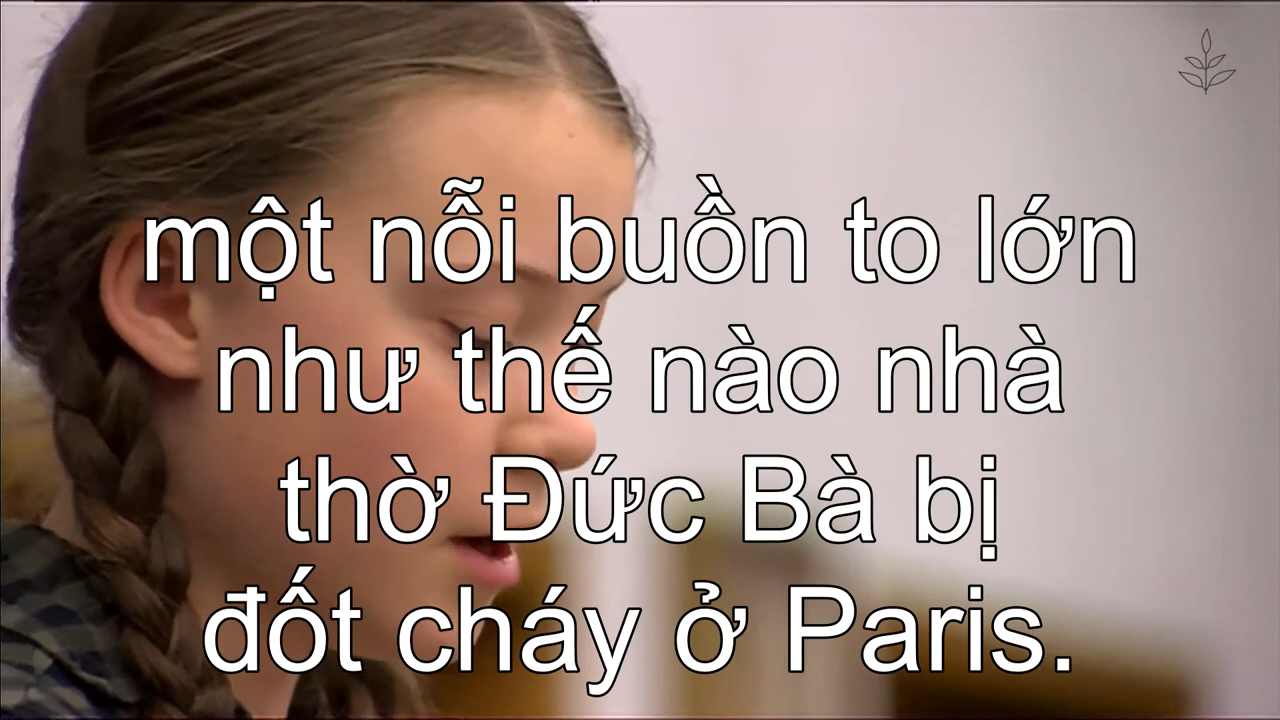 một nỗi buồn to lớn
như thế nào nhà
thờ Đức Bà bị
đốt cháy ở Paris.